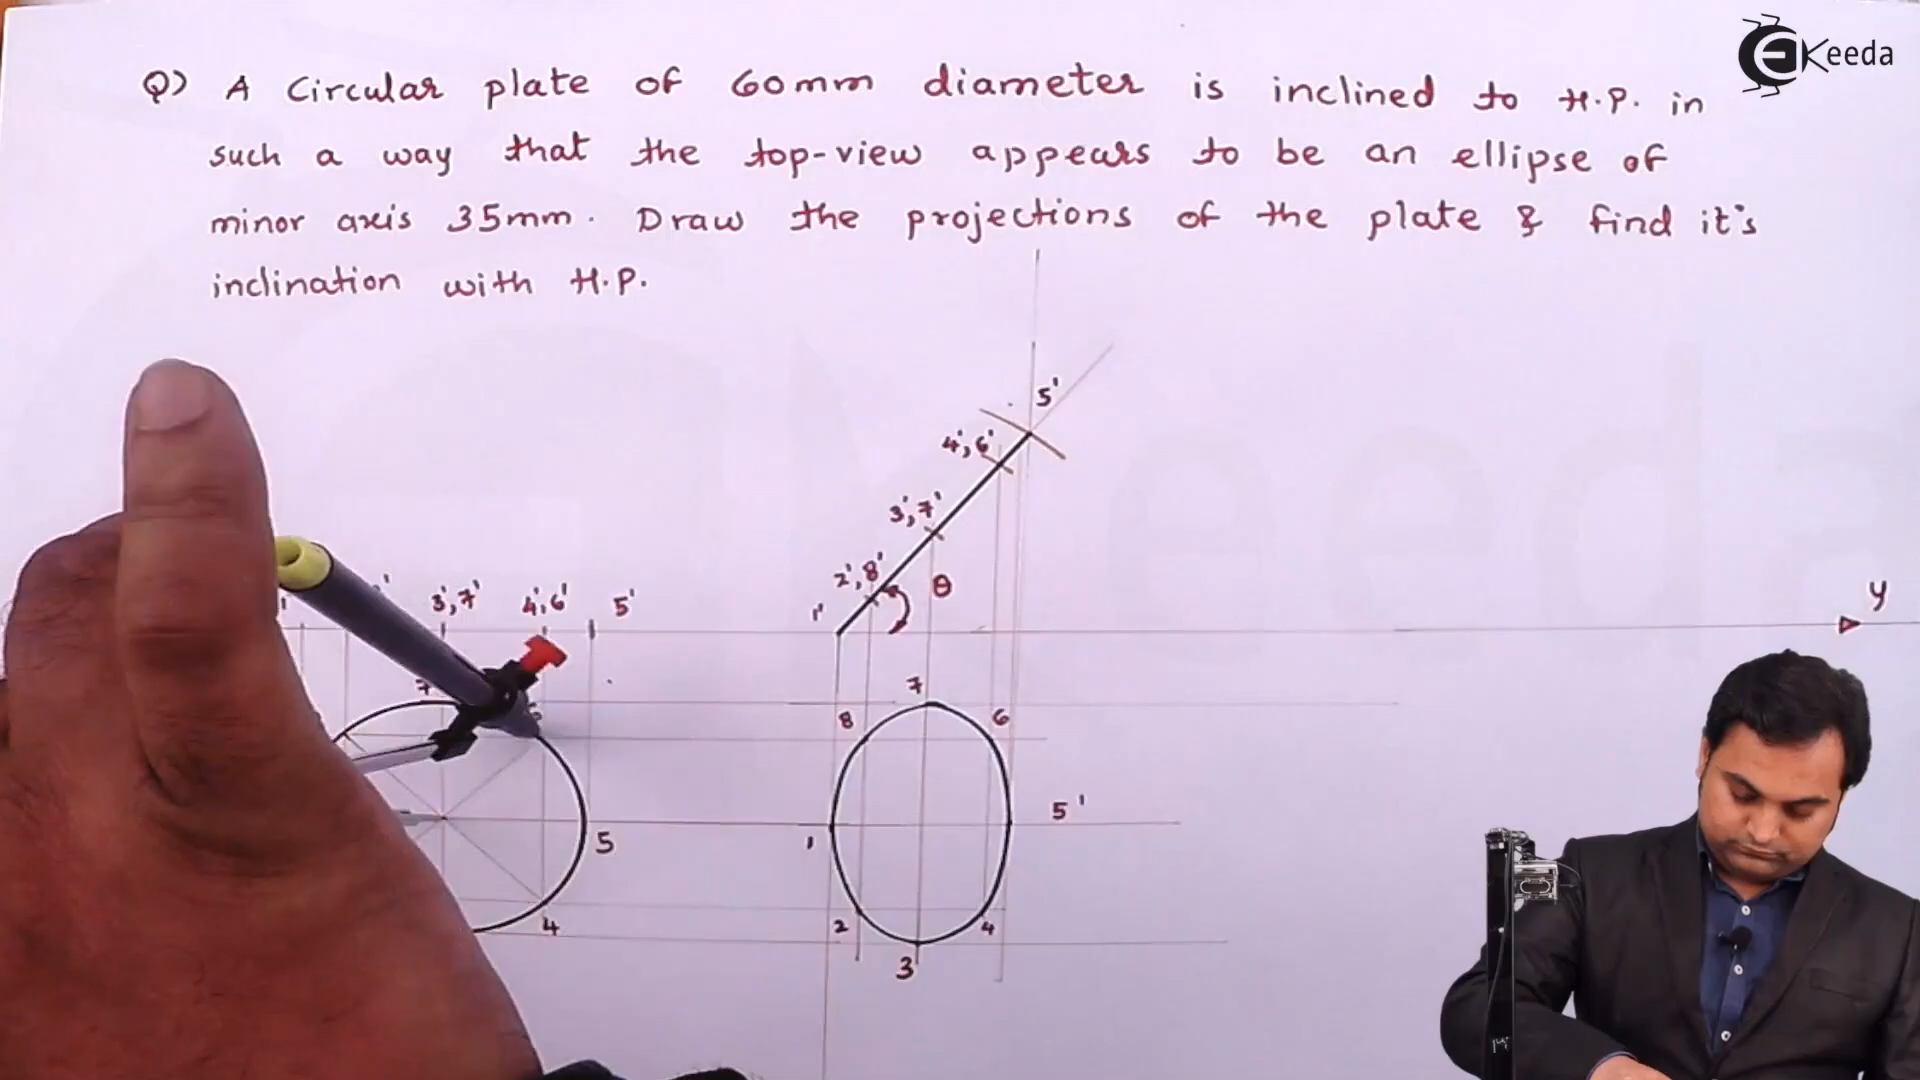 EKeeda
Q) A Circular plate of 60mm diameter is inclined to H.P. in
such a way that the top-view appears to be an ellipse of
minor axis 35mm. Draw the projections of the plate & find it's
inclination with H.P.
5'
4', 6'
3', 7'
2', 8'
θ
1'
3', 7' 4', 6' 5'
y
7
7
8 6
5
1 5'
4
2 4
3